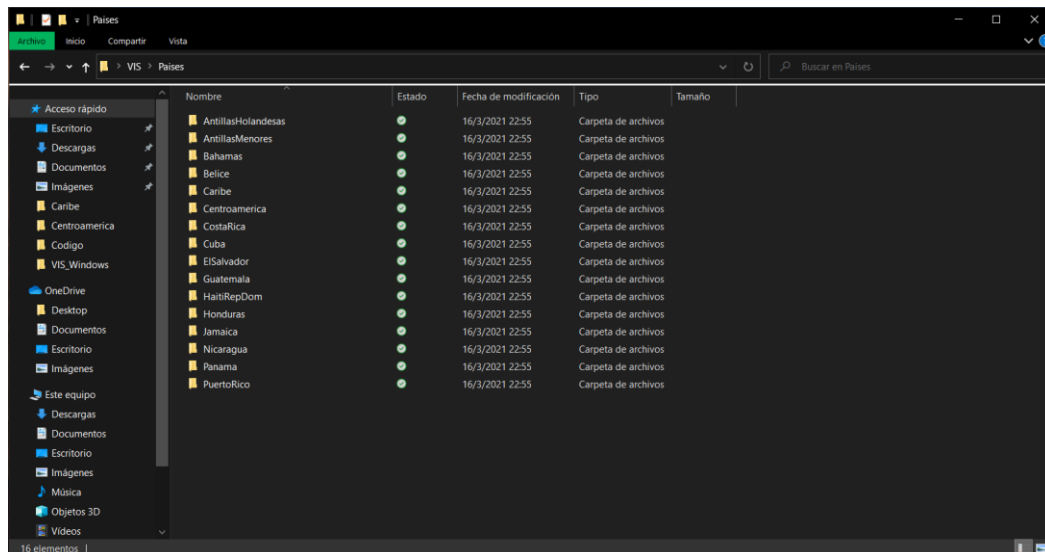 Paises
Archivo Inicio Compartir Vista
VIS > Paises Buscar en Paises
Nombre Estado Fecha de modificación Tipo Tamaño
Acceso rápido
Escritorio
Descargas
Documentos
Imágenes
Caribe
Centroamerica
Codigo
VIS_Windows
OneDrive
Desktop
Documentos
Escritorio
Imágenes
Este equipo
Descargas
Documentos
Escritorio
Imágenes
Música
Objetos 3D
Vídeos
AntillasHolandesas 16/3/2021 22:55 Carpeta de archivos
AntillasMenores 16/3/2021 22:55 Carpeta de archivos
Bahamas 16/3/2021 22:55 Carpeta de archivos
Belice 16/3/2021 22:55 Carpeta de archivos
Caribe 16/3/2021 22:55 Carpeta de archivos
Centroamerica 16/3/2021 22:55 Carpeta de archivos
CostaRica 16/3/2021 22:55 Carpeta de archivos
Cuba 16/3/2021 22:55 Carpeta de archivos
ElSalvador 16/3/2021 22:55 Carpeta de archivos
Guatemala 16/3/2021 22:55 Carpeta de archivos
HaitiRepDom 16/3/2021 22:55 Carpeta de archivos
Honduras 16/3/2021 22:55 Carpeta de archivos
Jamaica 16/3/2021 22:55 Carpeta de archivos
Nicaragua 16/3/2021 22:55 Carpeta de archivos
Panama 16/3/2021 22:55 Carpeta de archivos
PuertoRico 16/3/2021 22:55 Carpeta de archivos
16 elementos